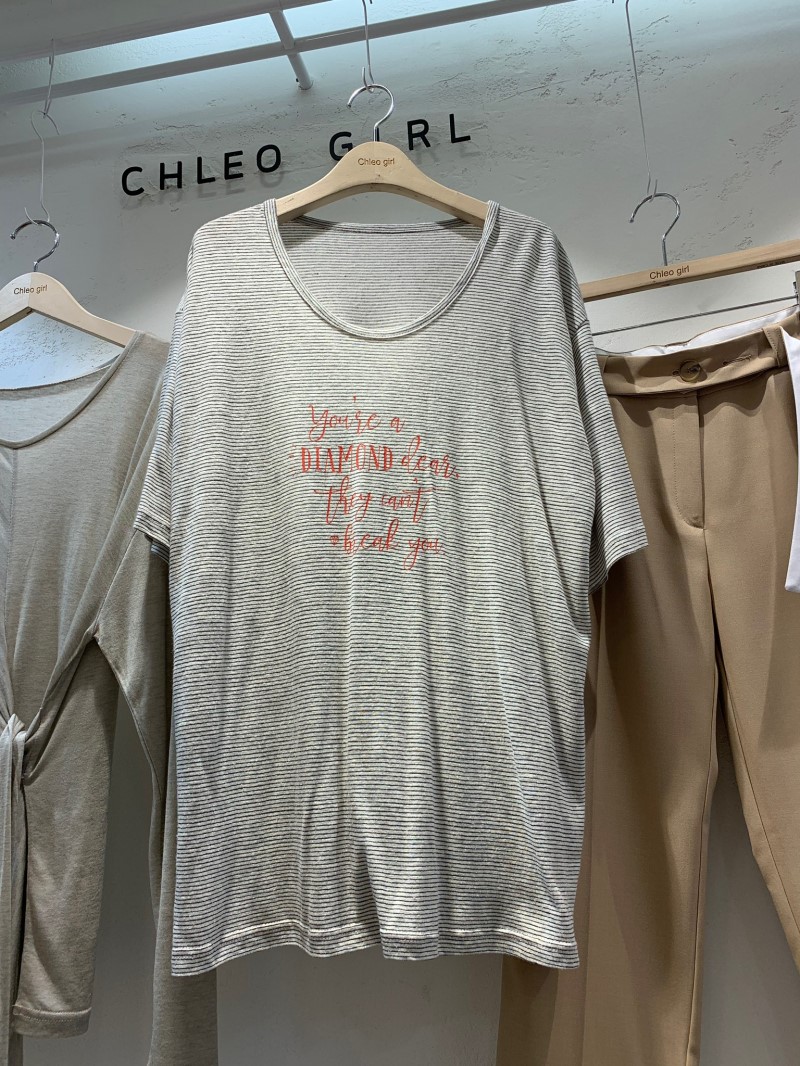 CHLEO GIRL
Chleo girl
Chleo girl
Chleo girl
You're a
DIAMOND dear,
they can't
break you